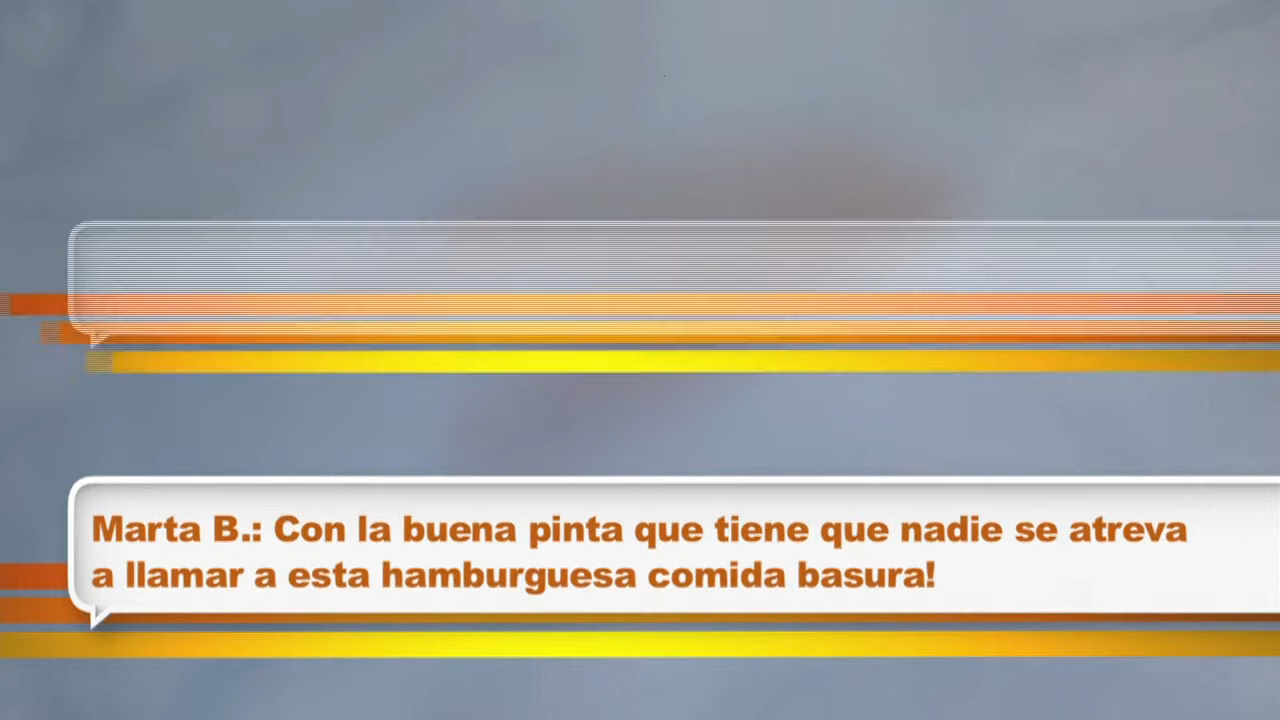 Marta B.: Con la buena pinta que tiene que nadie se atreva
a llamar a esta hamburguesa comida basura!